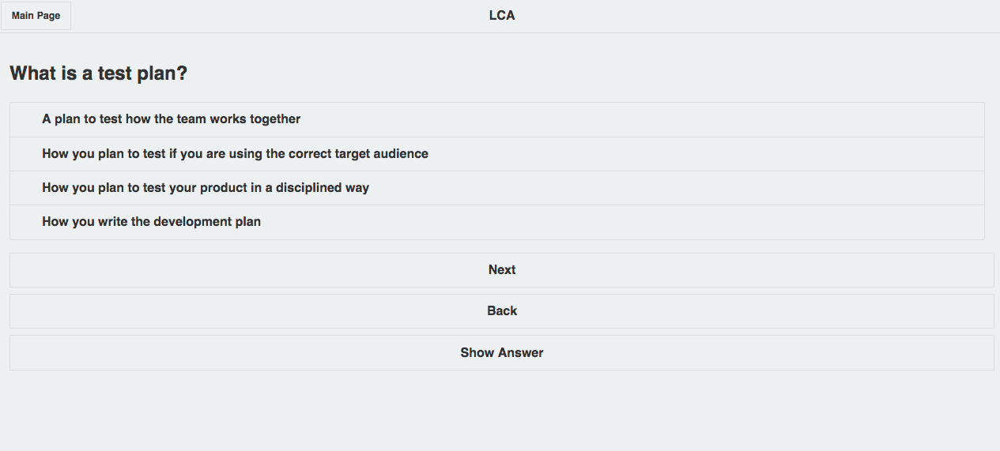 Main Page
LCA
What is a test plan?
A plan to test how the team works together
How you plan to test if you are using the correct target audience
How you plan to test your product in a disciplined way
How you write the development plan
Next
Back
Show Answer